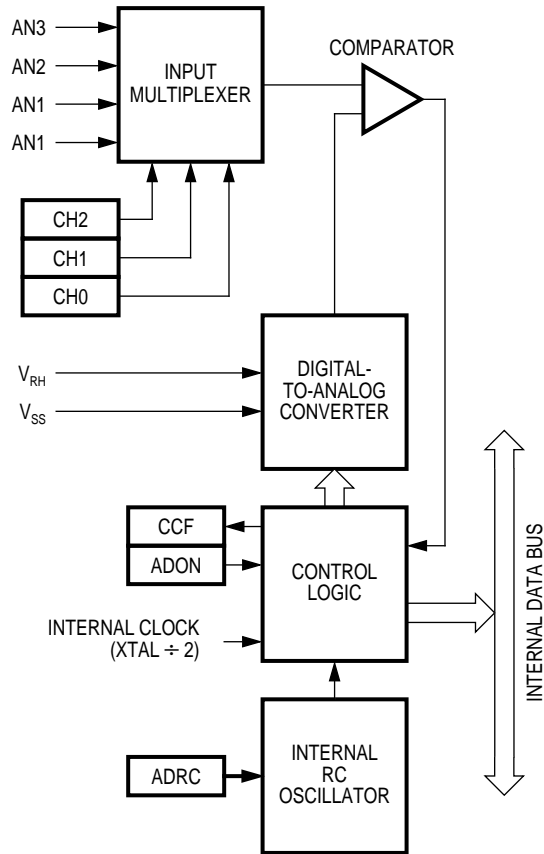 AN3
AN2
AN1
AN1
INPUT
MULTIPLEXER
COMPARATOR
CH2
CH1
CH0
V_RH
V_SS
DIGITAL-
TO-ANALOG
CONVERTER
CCF
ADON
CONTROL
LOGIC
INTERNAL CLOCK
(XTAL ÷ 2)
INTERNAL DATA BUS
ADRC
INTERNAL
RC
OSCILLATOR